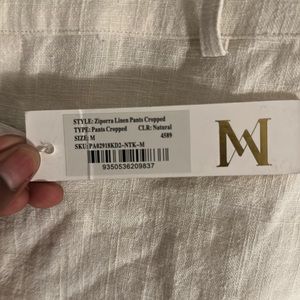 STYLE: Ziporra Linen Pants Cropped
TYPE: Pants Cropped CLR: Natural
SIZE: M 4589
SKU: PA02918KD2-NTK-M
9350536209837
M